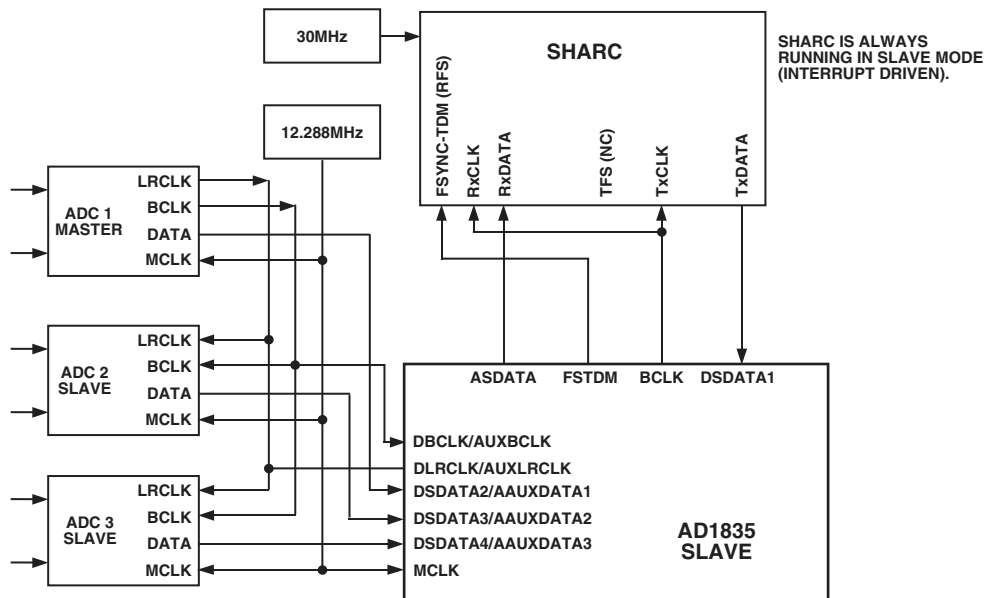 30MHz
SHARC
SHARC IS ALWAYS
RUNNING IN SLAVE MODE
(INTERRUPT DRIVEN).
12.288MHz
FSYNC-TDM (RFS)
RxCLK
RxDATA
TFS (NC)
TxCLK
TxDATA
ADC 1
MASTER
LRCLK
BCLK
DATA
MCLK
ADC 2
SLAVE
LRCLK
BCLK
DATA
MCLK
ADC 3
SLAVE
LRCLK
BCLK
DATA
MCLK
ASDATA
FSTDM
BCLK
DSDATA1
DBCLK/AUXBCLK
DLRCLK/AUXLRCLK
DSDATA2/AAUXDATA1
DSDATA3/AAUXDATA2
DSDATA4/AAUXDATA3
MCLK
AD1835
SLAVE